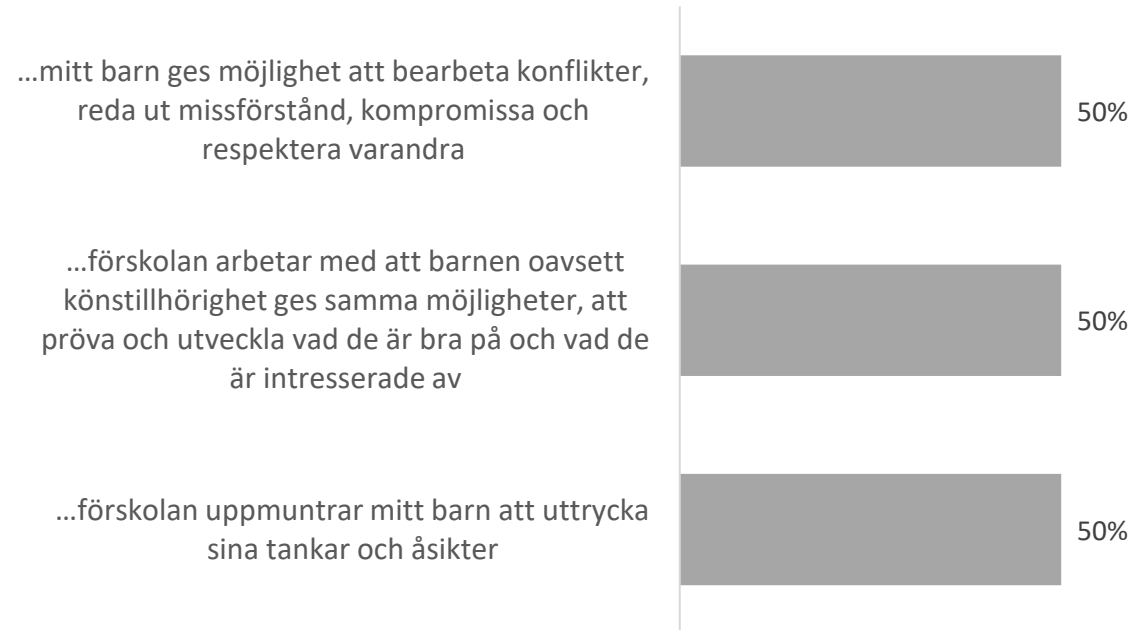 ...mitt barn ges möjlighet att bearbeta konflikter,
reda ut missförstånd, kompromissa och
respektera varandra
50%
...förskolan arbetar med att barnen oavsett
könstillhörighet ges samma möjligheter, att
pröva och utveckla vad de är bra på och vad de
är intresserade av
50%
...förskolan uppmuntrar mitt barn att uttrycka
sina tankar och åsikter
50%